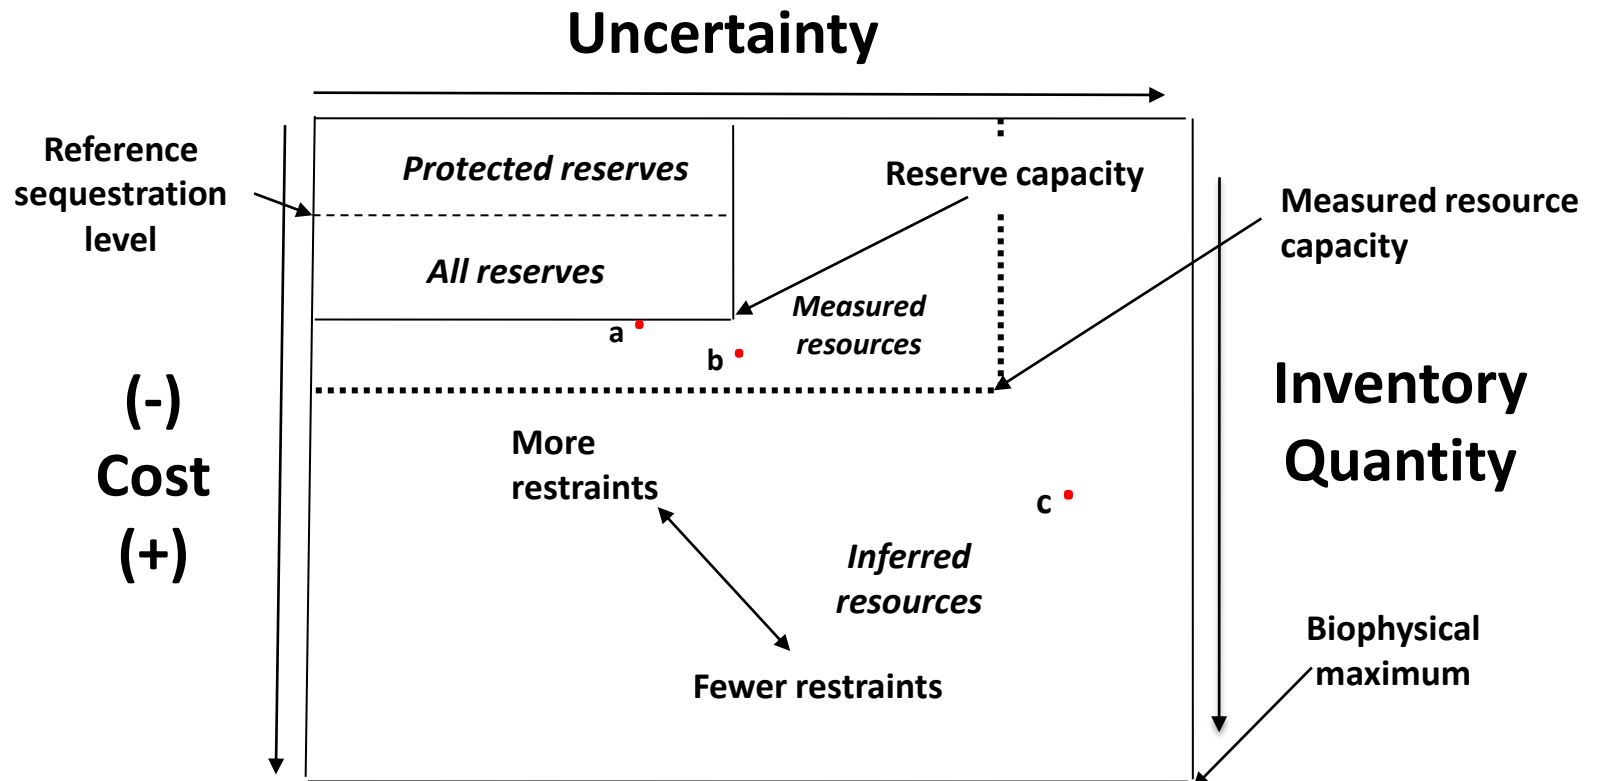 Uncertainty
Reference
sequestration
level
Protected reserves
Reserve capacity
Measured resource
capacity
All reserves
Measured
resources
a
b
(-)
Cost
(+)
Inventory
Quantity
More
restraints
c
Inferred
resources
Biophysical
maximum
Fewer restraints